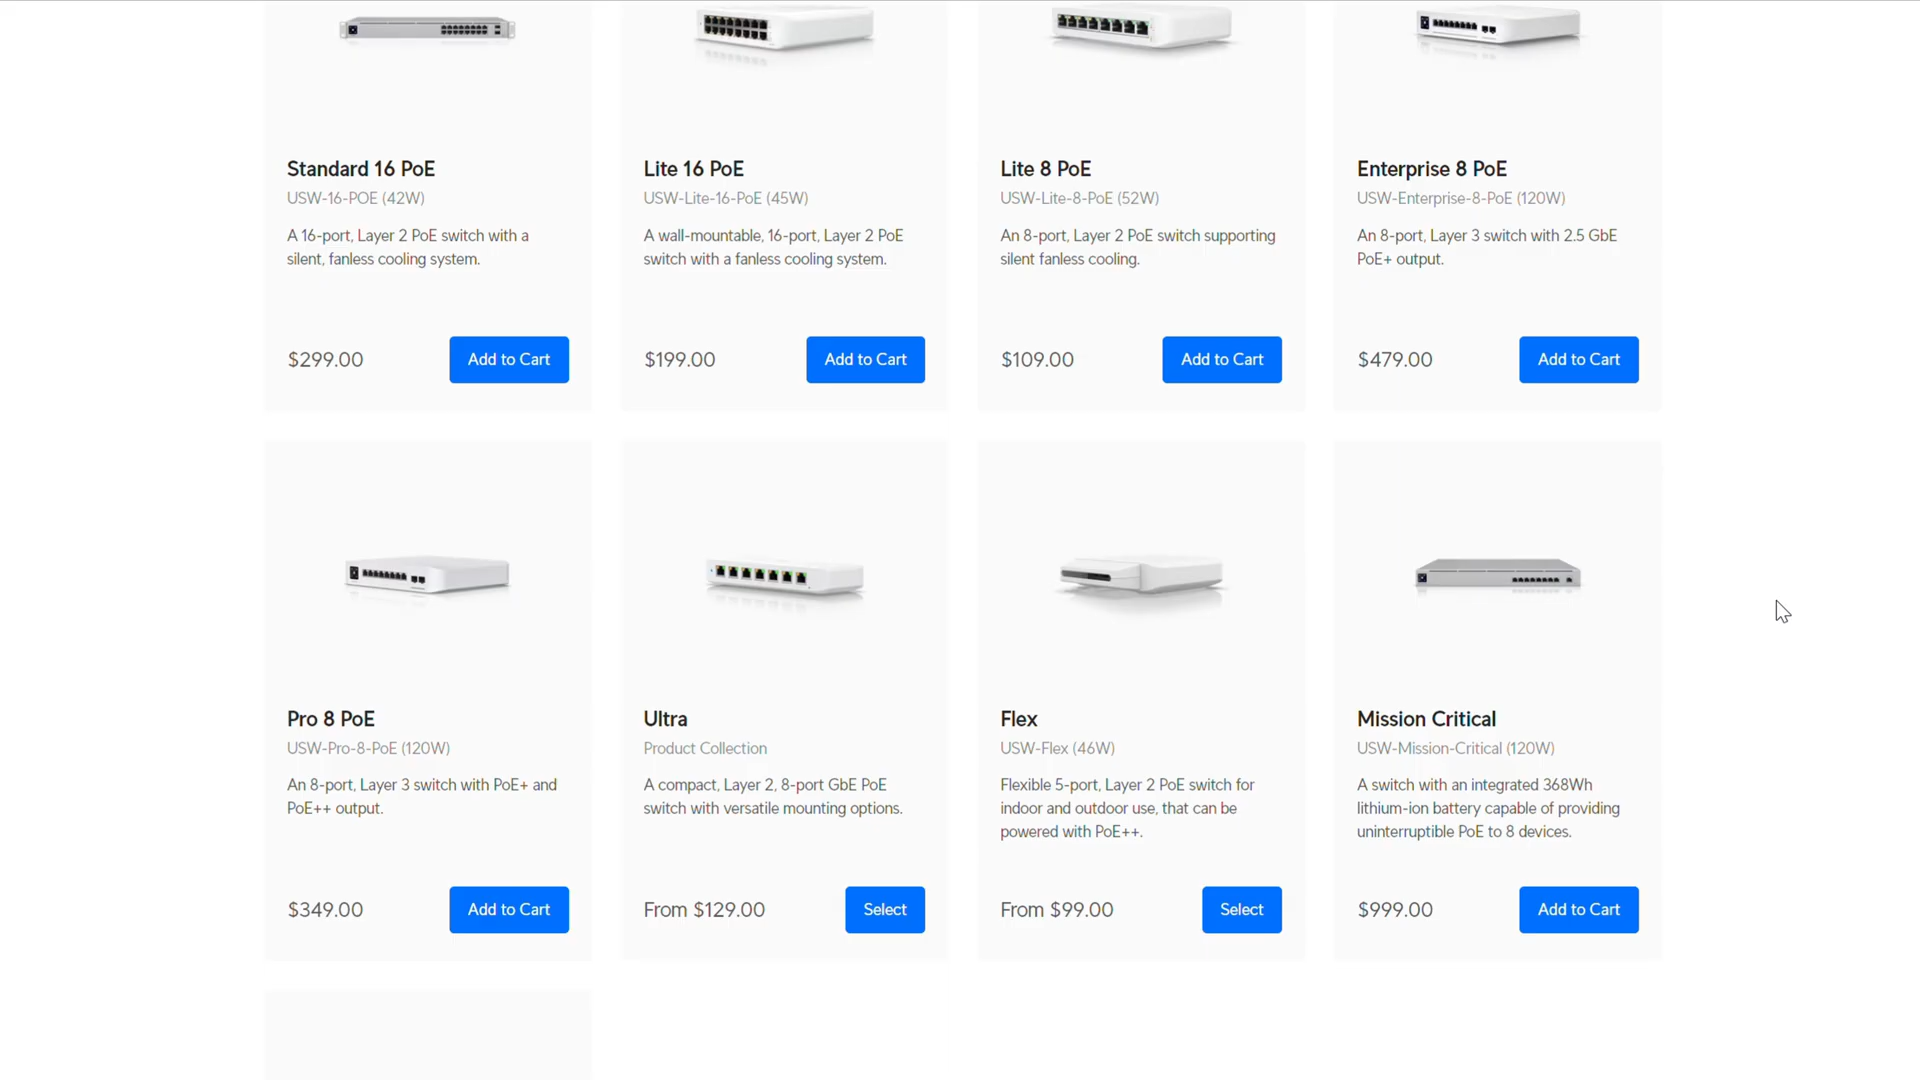 Standard 16 PoE
USW-16-POE (42W)
A 16-port, Layer 2 PoE switch with a
silent, fanless cooling system.
$299.00
Add to Cart
Lite 16 PoE
USW-Lite-16-PoE (45W)
A wall-mountable, 16-port, Layer 2 PoE
switch with a fanless cooling system.
$199.00
Add to Cart
Lite 8 PoE
USW-Lite-8-PoE (52W)
An 8-port, Layer 2 PoE switch supporting
silent fanless cooling.
$109.00
Add to Cart
Enterprise 8 PoE
USW-Enterprise-8-PoE (120W)
An 8-port, Layer 3 switch with 2.5 GbE
PoE+ output.
$479.00
Add to Cart
Pro 8 PoE
USW-Pro-8-PoE (120W)
An 8-port, Layer 3 switch with PoE+ and
PoE++ output.
$349.00
Add to Cart
Ultra
Product Collection
A compact, Layer 2, 8-port GbE PoE
switch with versatile mounting options.
From $129.00
Select
Flex
USW-Flex (46W)
Flexible 5-port, Layer 2 PoE switch for
indoor and outdoor use, that can be
powered with PoE++.
From $99.00
Select
Mission Critical
USW-Mission-Critical (120W)
A switch with an integrated 368Wh
lithium-ion battery capable of providing
uninterruptible PoE to 8 devices.
$999.00
Add to Cart